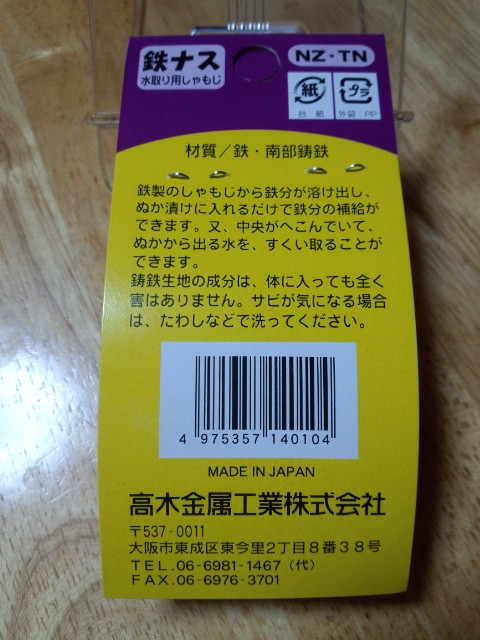 鉄ナス
水取り用しゃもじ
NZ-TN
紙
プラ
台 紙
外袋:PP
材質/鉄・南部鋳鉄
鉄製のしゃもじから鉄分が溶け出し、
ぬか漬けに入れるだけで鉄分の補給が
できます。又、中央がへこんでいて、
ぬかから出る水を、すくい取ることが
できます。
鋳鉄生地の成分は、体に入っても全く
害はありません。サビが気になる場合
は、たわしなどで洗ってください。
4 975357 140104
MADE IN JAPAN
高木金属工業株式会社
〒537-0011
大阪市東成区東今里2丁目8番38号
TEL.06-6981-1467(代)
FAX.06-6976-3701